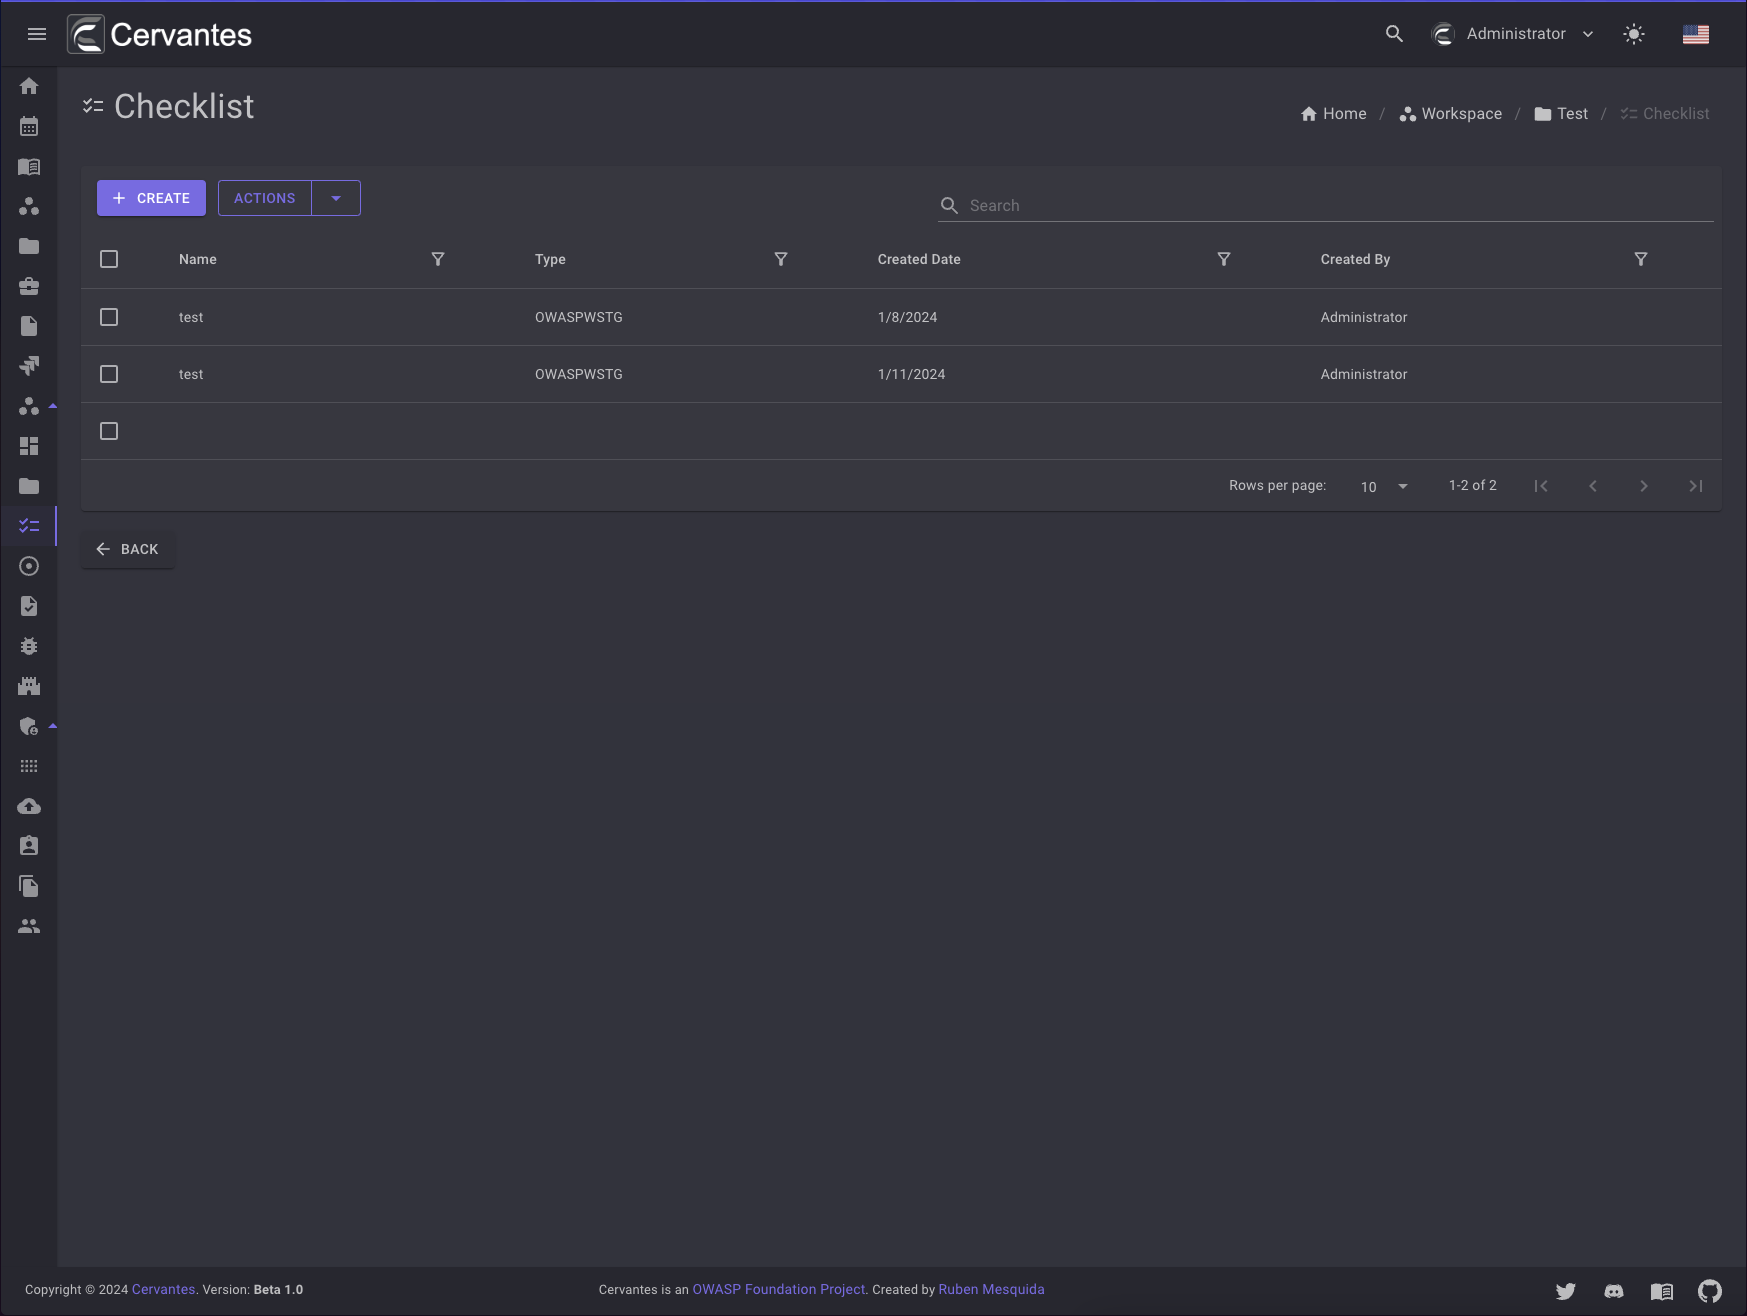 Cervantes
Administrator
Checklist
Home / Workspace / Test / Checklist
CREATE
ACTIONS
Search
Name Type Created Date Created By
test OWASPWSTG 1/8/2024 Administrator
test OWASPWSTG 1/11/2024 Administrator
Rows per page: 10 1-2 of 2
BACK
Copyright © 2024 Cervantes. Version: Beta 1.0
Cervantes is an OWASP Foundation Project. Created by Ruben Mesquida